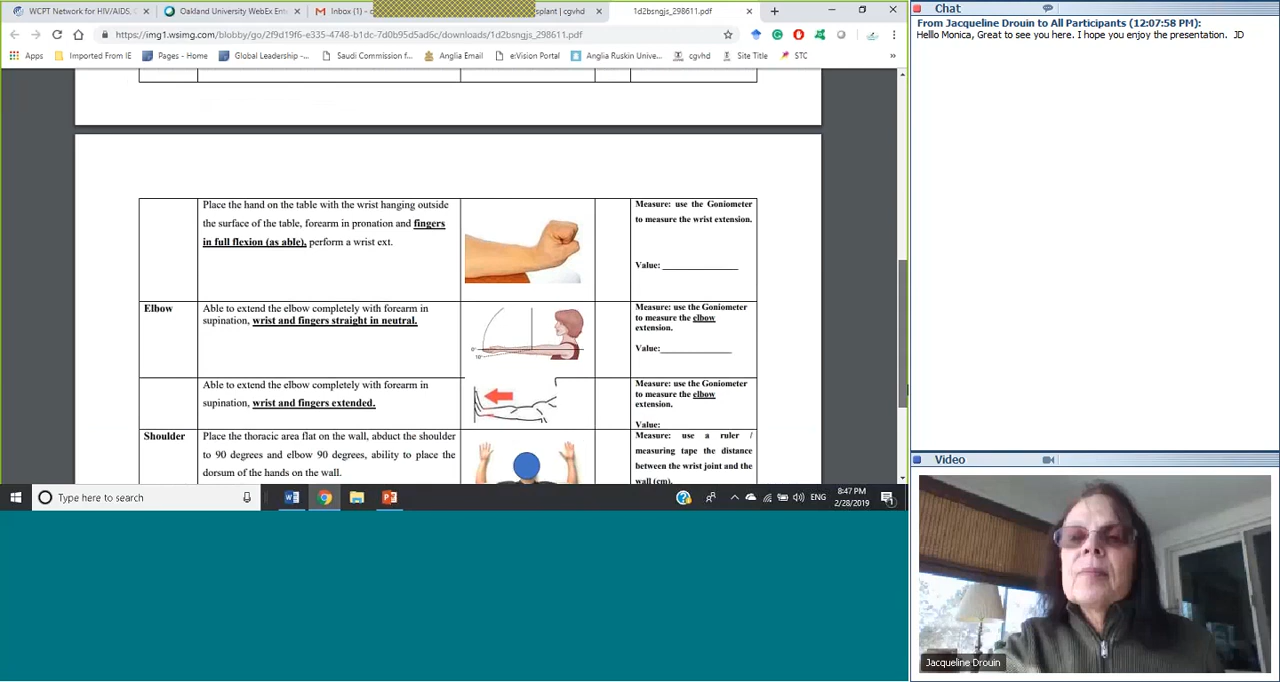 WCPT Network for HIV/AIDS, O
Oakland University WebEx Ente
Inbox (1)
splant | cgvhd
1d2bsngjs_298611.pdf
https://img1.wsimg.com/blobby/go/2f9d19f6-e335-4748-b1dc-7d0b95d5ad6c/downloads/1d2bsngjs_298611.pdf
Apps
Imported From IE
Pages - Home
Global Leadership -...
Saudi Commission f...
Anglia Email
e:Vision Portal
Anglia Ruskin Unive...
cgvhd
Site Title
STC
Place the hand on the table with the wrist hanging outside
the surface of the table, forearm in pronation and fingers
in full flexion (as able), perform a wrist ext.
Measure: use the Goniometer
to measure the wrist extension.
Value: _______________
Elbow
Able to extend the elbow completely with forearm in
supination, wrist and fingers straight in neutral.
0°
10°
Measure: use the Goniometer
to measure the elbow
extension.
Value:______________
Able to extend the elbow completely with forearm in
supination, wrist and fingers extended.
Measure: use the Goniometer
to measure the elbow
extension.
Value:
Shoulder
Place the thoracic area flat on the wall, abduct the shoulder
to 90 degrees and elbow 90 degrees, ability to place the
dorsum of the hands on the wall.
Measure: use a ruler /
measuring tape the distance
between the wrist joint and the
wall (cm).
Type here to search
ENG
8:47 PM
2/28/2019
Chat
From Jacqueline Drouin to All Participants (12:07:58 PM):
Hello Monica, Great to see you here. I hope you enjoy the presentation. JD
Video
Jacqueline Drouin